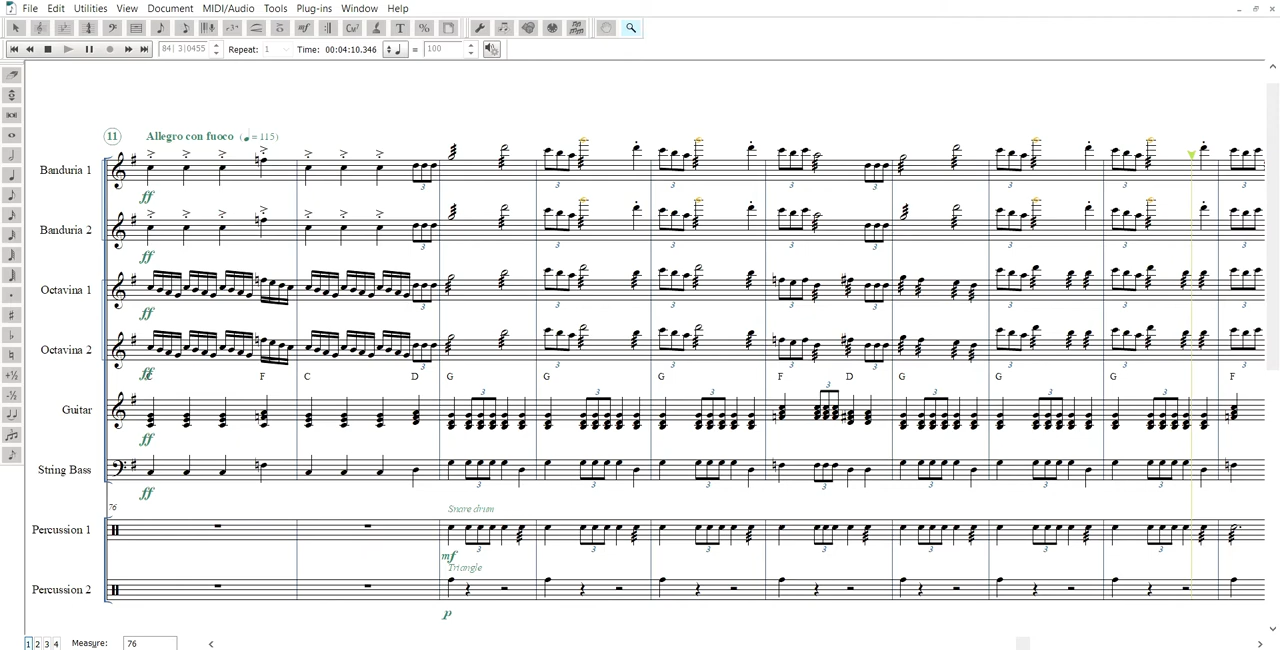 File Edit Utilities View Document MIDI/Audio Tools Plug-ins Window Help
84| 3|0455 Repeat: 1 Time: 00:04:10.346 = 100
11 Allegro con fuoco (♩ = 115)
Banduria 1
ff
Banduria 2
ff
Octavina 1
ff
Octavina 2
ff
C F C D G G G F D G G G F
Guitar
ff
String Bass
ff
76
Snare drum
Percussion 1
mf
Triangle
Percussion 2
p
1 2 3 4 Measure: 76